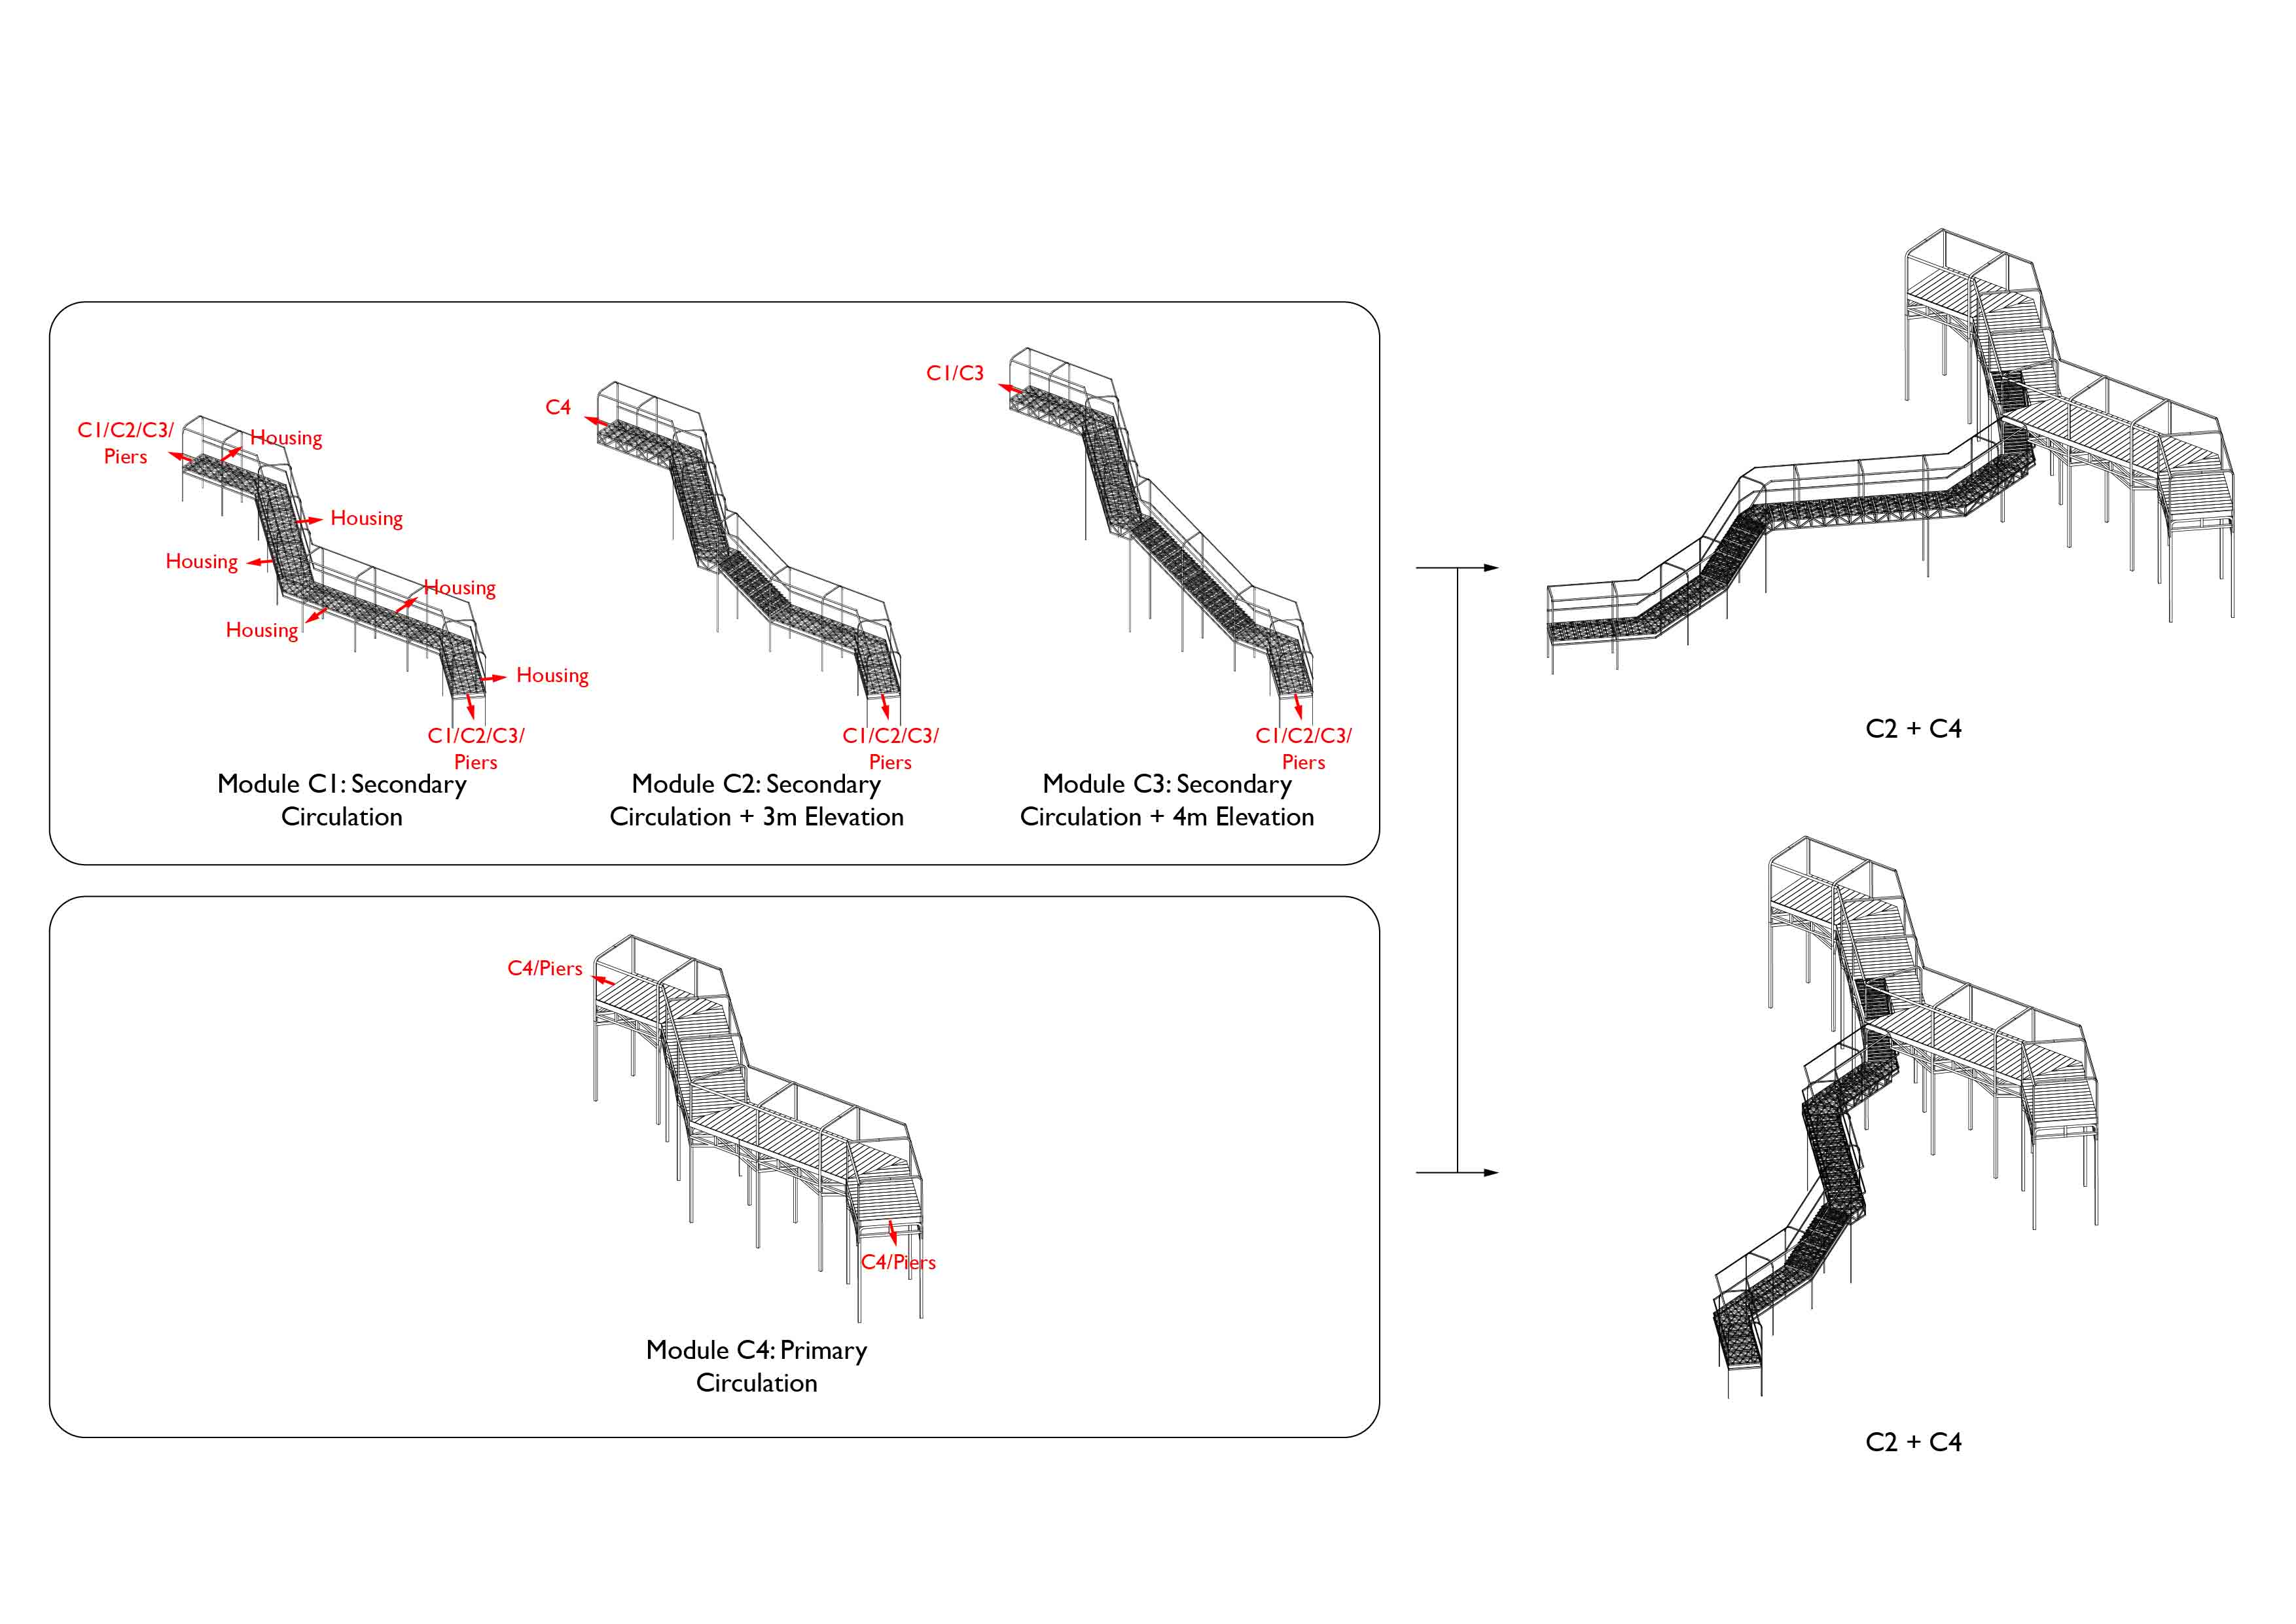 C1/C3
C4
C1/C2/C3/
Piers
Housing
Housing
Housing
Housing
Housing
Housing
C1/C2/C3/
Piers
C1/C2/C3/
Piers
C1/C2/C3/
Piers
Module C1: Secondary
Circulation
Module C2: Secondary
Circulation + 3m Elevation
Module C3: Secondary
Circulation + 4m Elevation
C4/Piers
C4/Piers
Module C4: Primary
Circulation
C2 + C4
C2 + C4